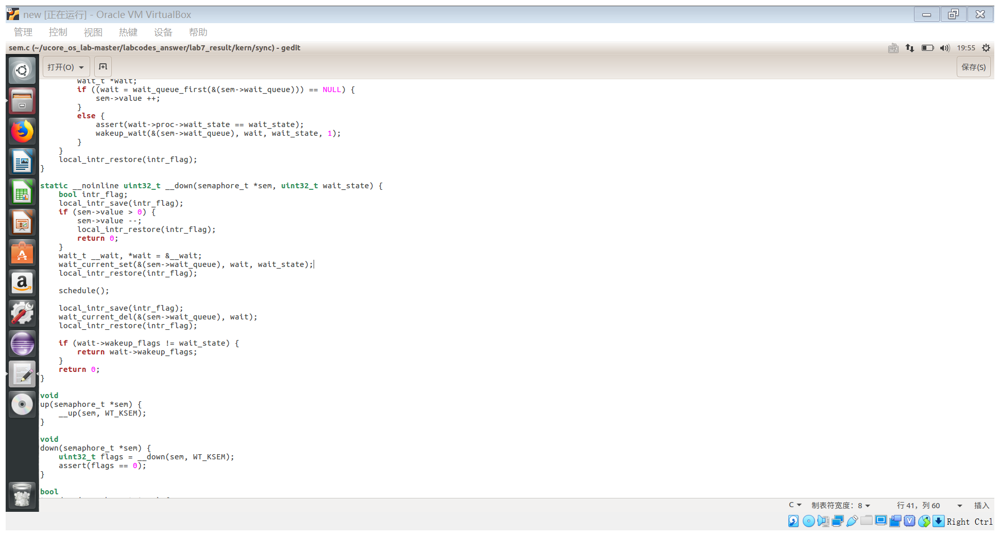 new [正在运行] - Oracle VM VirtualBox
管理 控制 视图 热键 设备 帮助
sem.c (~/ucore_os_lab-master/labcodes_answer/lab7_result/kern/sync) - gedit
19:55
打开(O)
保存(S)
        wait_t *wait;
        if ((wait = wait_queue_first(&(sem->wait_queue))) == NULL) {
            sem->value ++;
        }
        else {
            assert(wait->proc->wait_state == wait_state);
            wakeup_wait(&(sem->wait_queue), wait, wait_state, 1);
        }
    }
    local_intr_restore(intr_flag);
}
static __noinline uint32_t __down(semaphore_t *sem, uint32_t wait_state) {
    bool intr_flag;
    local_intr_save(intr_flag);
    if (sem->value > 0) {
        sem->value --;
        local_intr_restore(intr_flag);
        return 0;
    }
    wait_t __wait, *wait = &__wait;
    wait_current_set(&(sem->wait_queue), wait, wait_state);
    local_intr_restore(intr_flag);
    schedule();
    local_intr_save(intr_flag);
    wait_current_del(&(sem->wait_queue), wait);
    local_intr_restore(intr_flag);
    if (wait->wakeup_flags != wait_state) {
        return wait->wakeup_flags;
    }
    return 0;
}
void
up(semaphore_t *sem) {
    __up(sem, WT_KSEM);
}
void
down(semaphore_t *sem) {
    uint32_t flags = __down(sem, WT_KSEM);
    assert(flags == 0);
}
bool
C 制表符宽度: 8 行 41, 列 60 插入
Right Ctrl